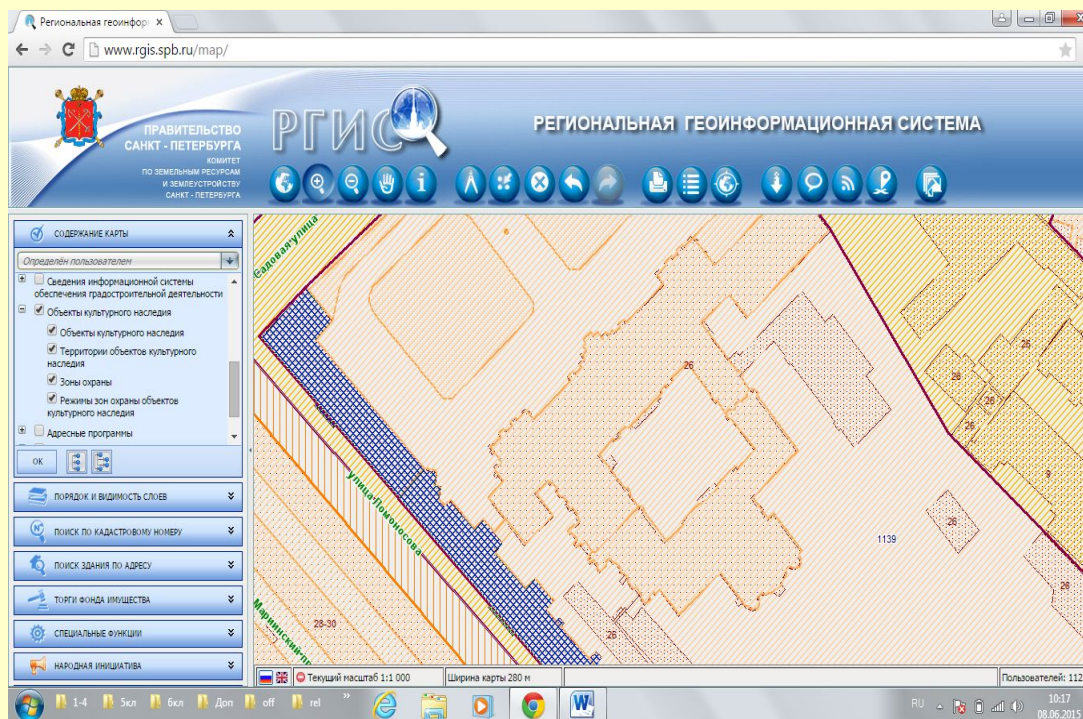 Региональная геоинфор
www.rgis.spb.ru/map/
ПРАВИТЕЛЬСТВО
САНКТ - ПЕТЕРБУРГА
КОМИТЕТ
ПО ЗЕМЕЛЬНЫМ РЕСУРСАМ
И ЗЕМЛЕУСТРОЙСТВУ
САНКТ - ПЕТЕРБУРГА
РГИС
РЕГИОНАЛЬНАЯ ГЕОИНФОРМАЦИОННАЯ СИСТЕМА
СОДЕРЖАНИЕ КАРТЫ
Определён пользователем
Сведения информационной системы
обеспечения градостроительной деятельности
Объекты культурного наследия
Объекты культурного наследия
Территории объектов культурного
наследия
Зоны охраны
Режимы зон охраны объектов
культурного наследия
Адресные программы
ОК
ПОРЯДОК И ВИДИМОСТЬ СЛОЕВ
ПОИСК ПО КАДАСТРОВОМУ НОМЕРУ
ПОИСК ЗДАНИЯ ПО АДРЕСУ
ТОРГИ ФОНДА ИМУЩЕСТВА
СПЕЦИАЛЬНЫЕ ФУНКЦИИ
НАРОДНАЯ ИНИЦИАТИВА
Садовая улица
улица Ломоносова
Мариинский
28-30
26
26
26
26
26
9
1139
26
26
26
Текущий масштаб 1:1 000
Ширина карты 280 м
Пользователей: 112
1-4
5кл
6кл
Доп
off
rel
RU
10:17
08.06.2015